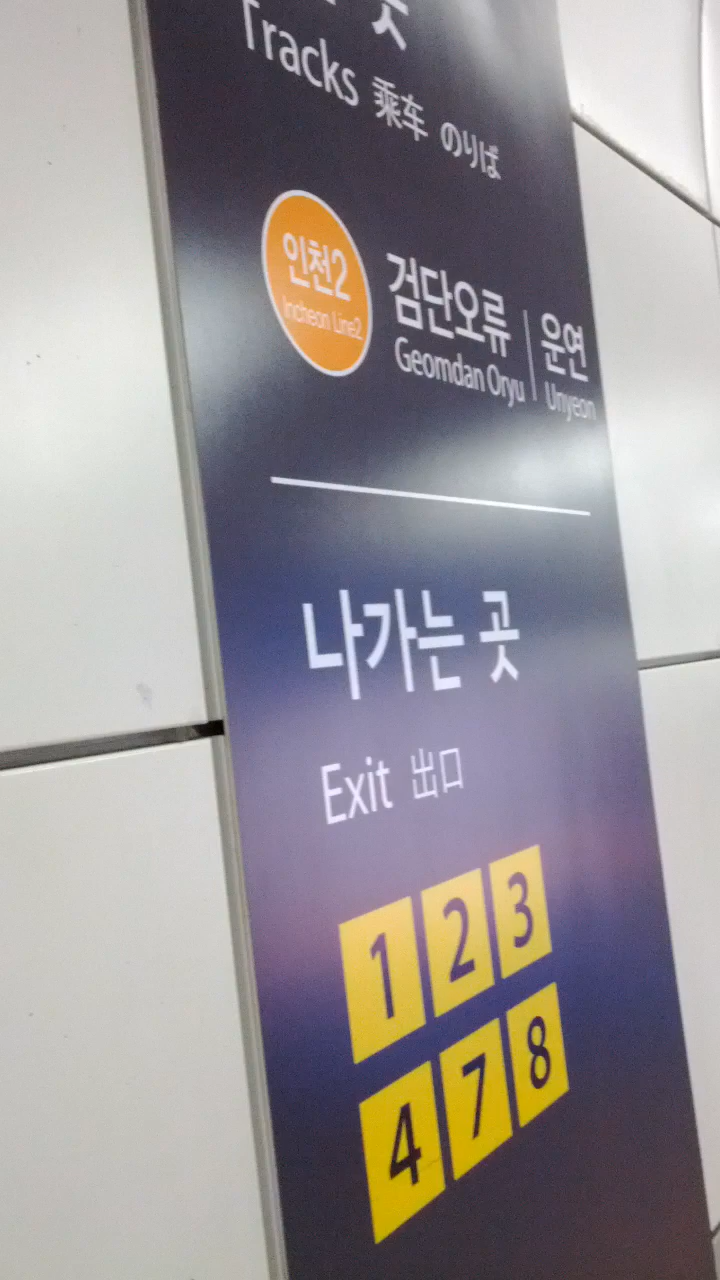 곳
Tracks 乘车 のりば
인천2
Incheon Line2
검단오류 | 운연
Geomdan Oryu | Unyeon
나가는 곳
Exit 出口
1 2 3
4 7 8